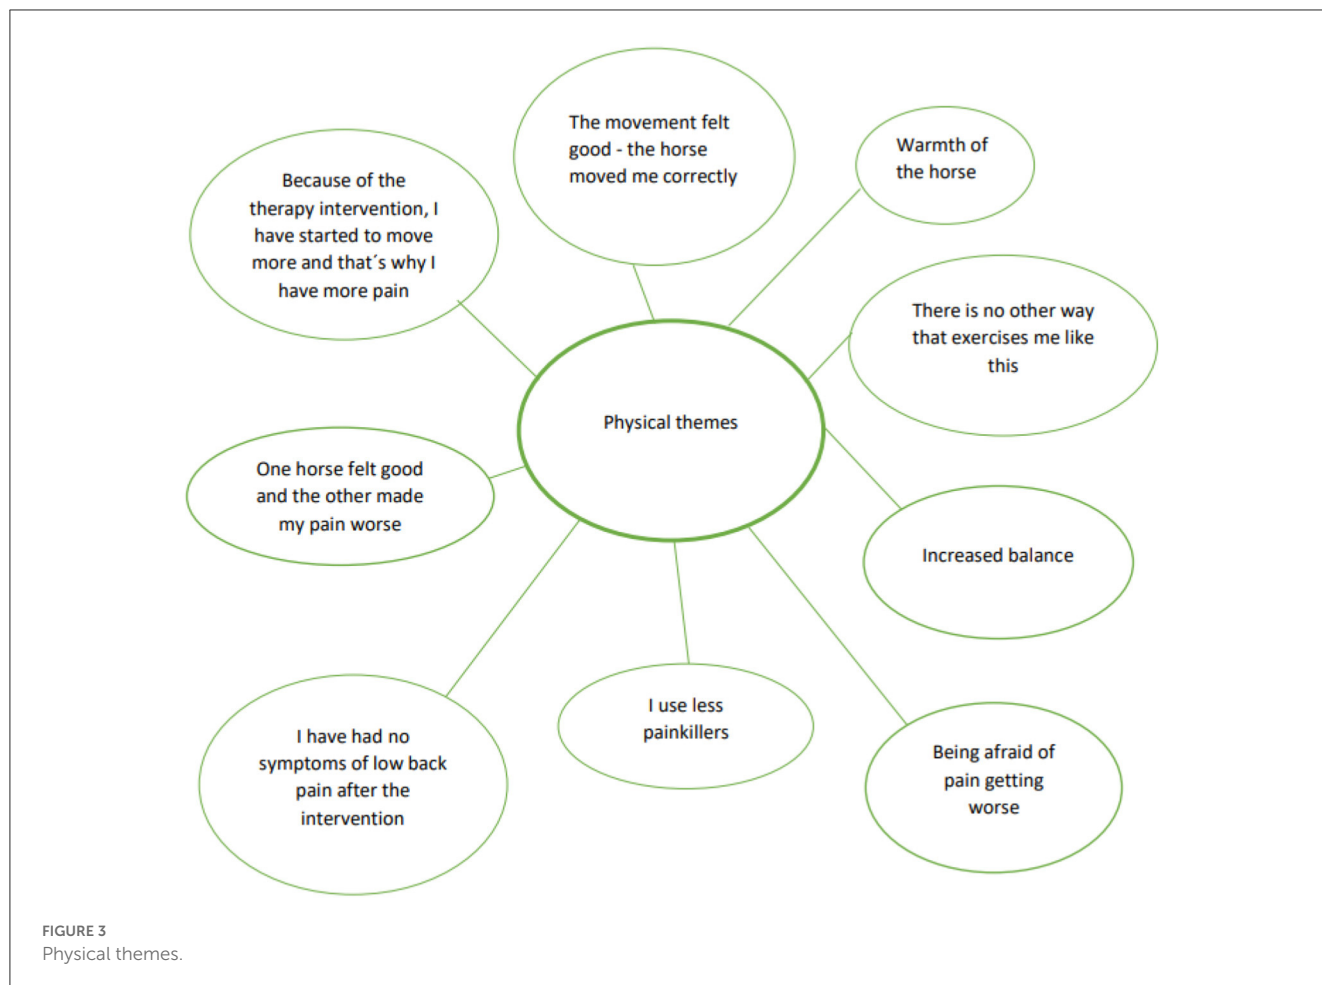 The movement felt
good - the horse
moved me correctly
Warmth of
the horse
Because of the
therapy intervention, I
have started to move
more and that´s why I
have more pain
There is no other way
that exercises me like
this
Physical themes
One horse felt good
and the other made
my pain worse
Increased balance
I have had no
symptoms of low back
pain after the
intervention
I use less
painkillers
Being afraid of
pain getting
worse
FIGURE 3
Physical themes.